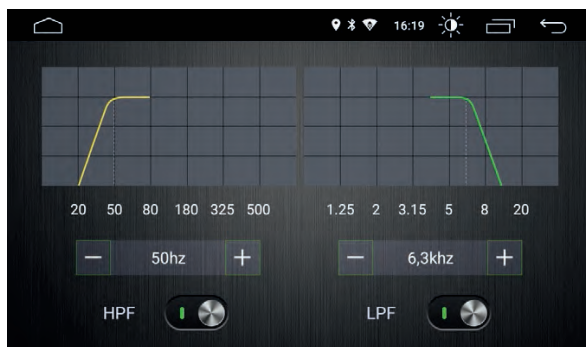 16:19
20 50 80 180 325 500
1.25 2 3.15 5 8 20
− 50hz +
− 6,3khz +
HPF
LPF